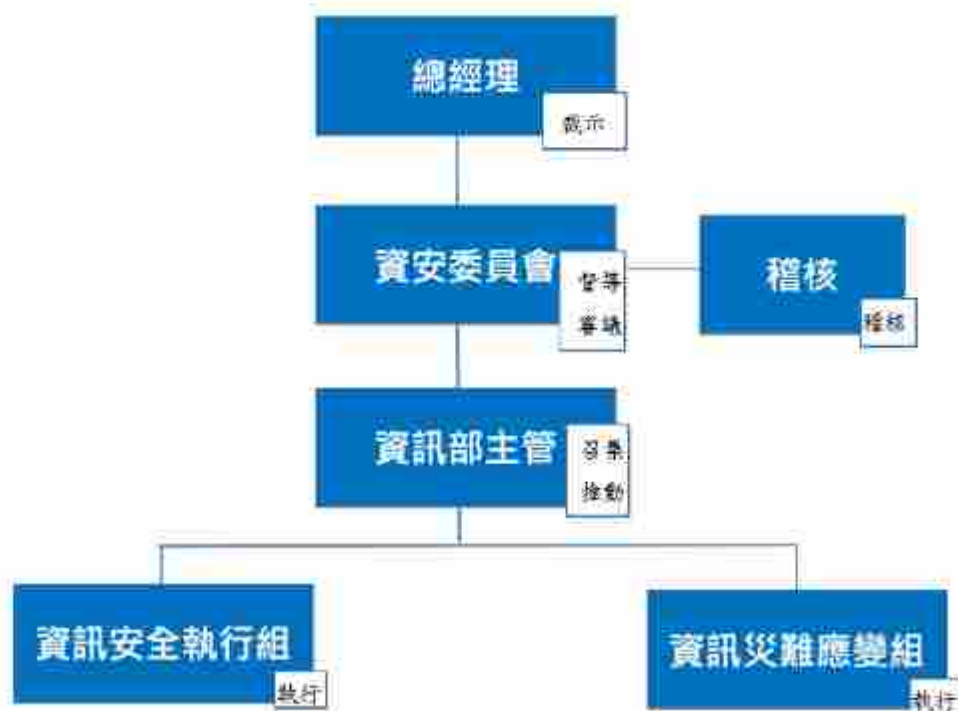 總經理
裁示
資安委員會
督導
審議
稽核
稽核
資訊部主管
召集
推動
資訊安全執行組
執行
資訊災難應變組
執行